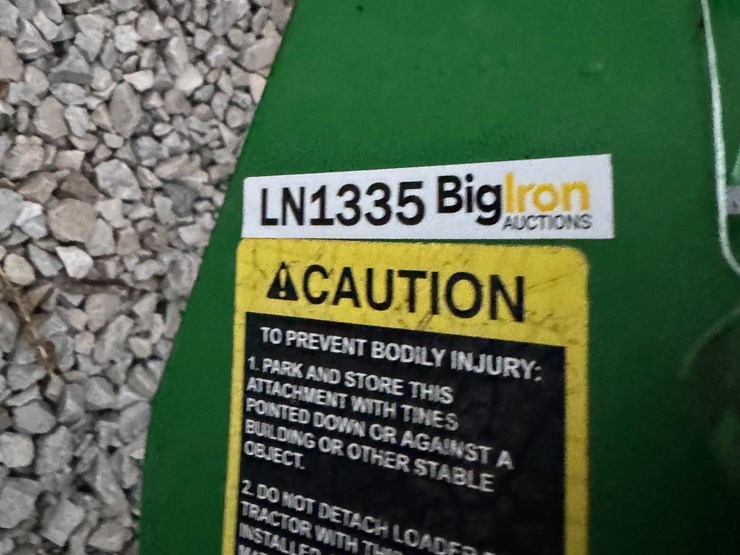 LN1335 BigIron
AUCTIONS
CAUTION
TO PREVENT BODILY INJURY:
1. PARK AND STORE THIS
ATTACHMENT WITH TINES
POINTED DOWN OR AGAINST A
BUILDING OR OTHER STABLE
OBJECT.
2. DO NOT DETACH LOADER
TRACTOR WITH
INSTALLED